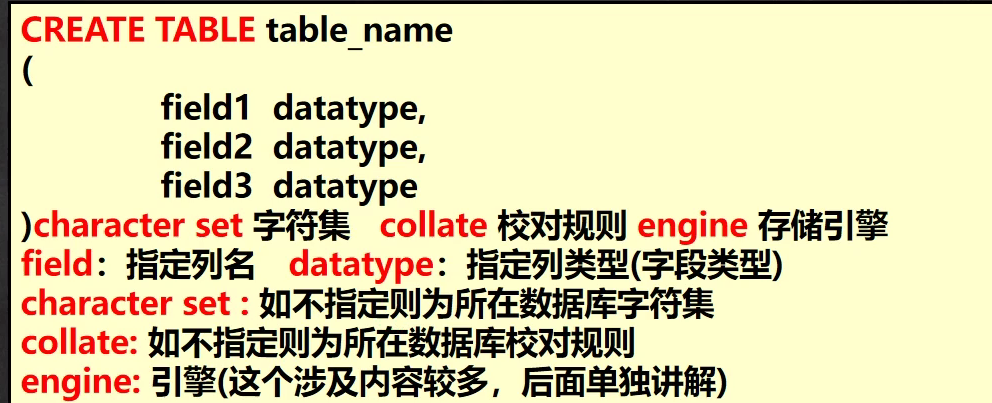 CREATE TABLE table_name
(
field1 datatype,
field2 datatype,
field3 datatype
)character set 字符集 collate 校对规则 engine 存储引擎
field：指定列名 datatype：指定列类型(字段类型)
character set : 如不指定则为所在数据库字符集
collate: 如不指定则为所在数据库校对规则
engine: 引擎(这个涉及内容较多，后面单独讲解)